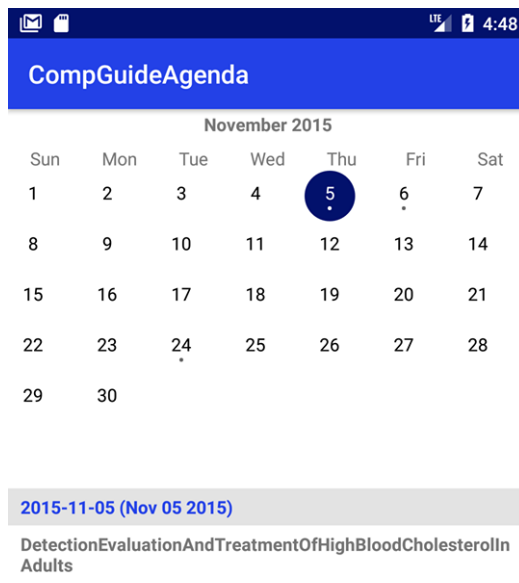 LTE 4:48
CompGuideAgenda
November 2015
Sun Mon Tue Wed Thu Fri Sat
1 2 3 4 5 6 7
8 9 10 11 12 13 14
15 16 17 18 19 20 21
22 23 24 25 26 27 28
29 30
2015-11-05 (Nov 05 2015)
DetectionEvaluationAndTreatmentOfHighBloodCholesterolIn
Adults